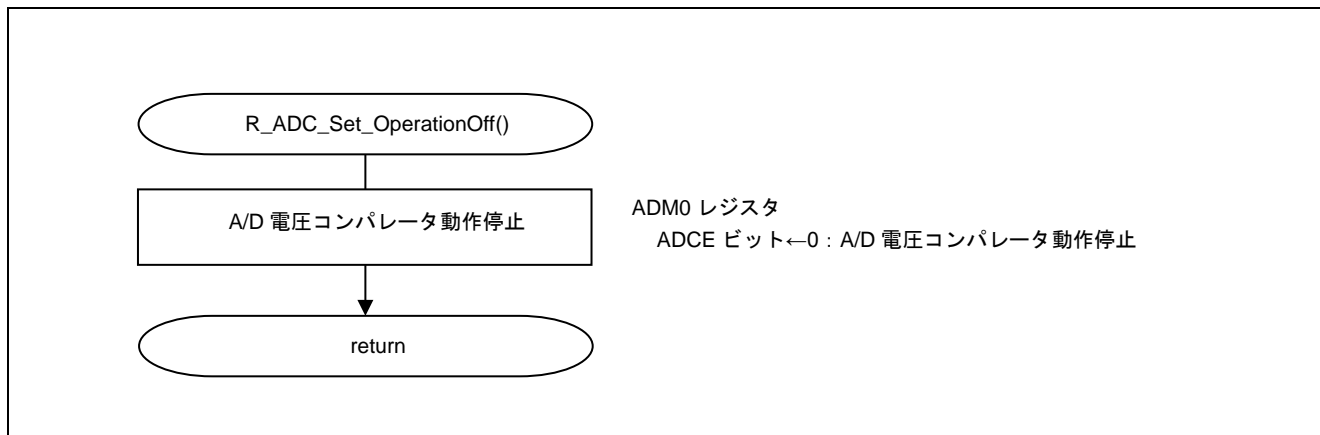 R_ADC_Set_OperationOff()
A/D 電圧コンパレータ動作停止
ADM0 レジスタ
ADCE ビット←0：A/D 電圧コンパレータ動作停止
return